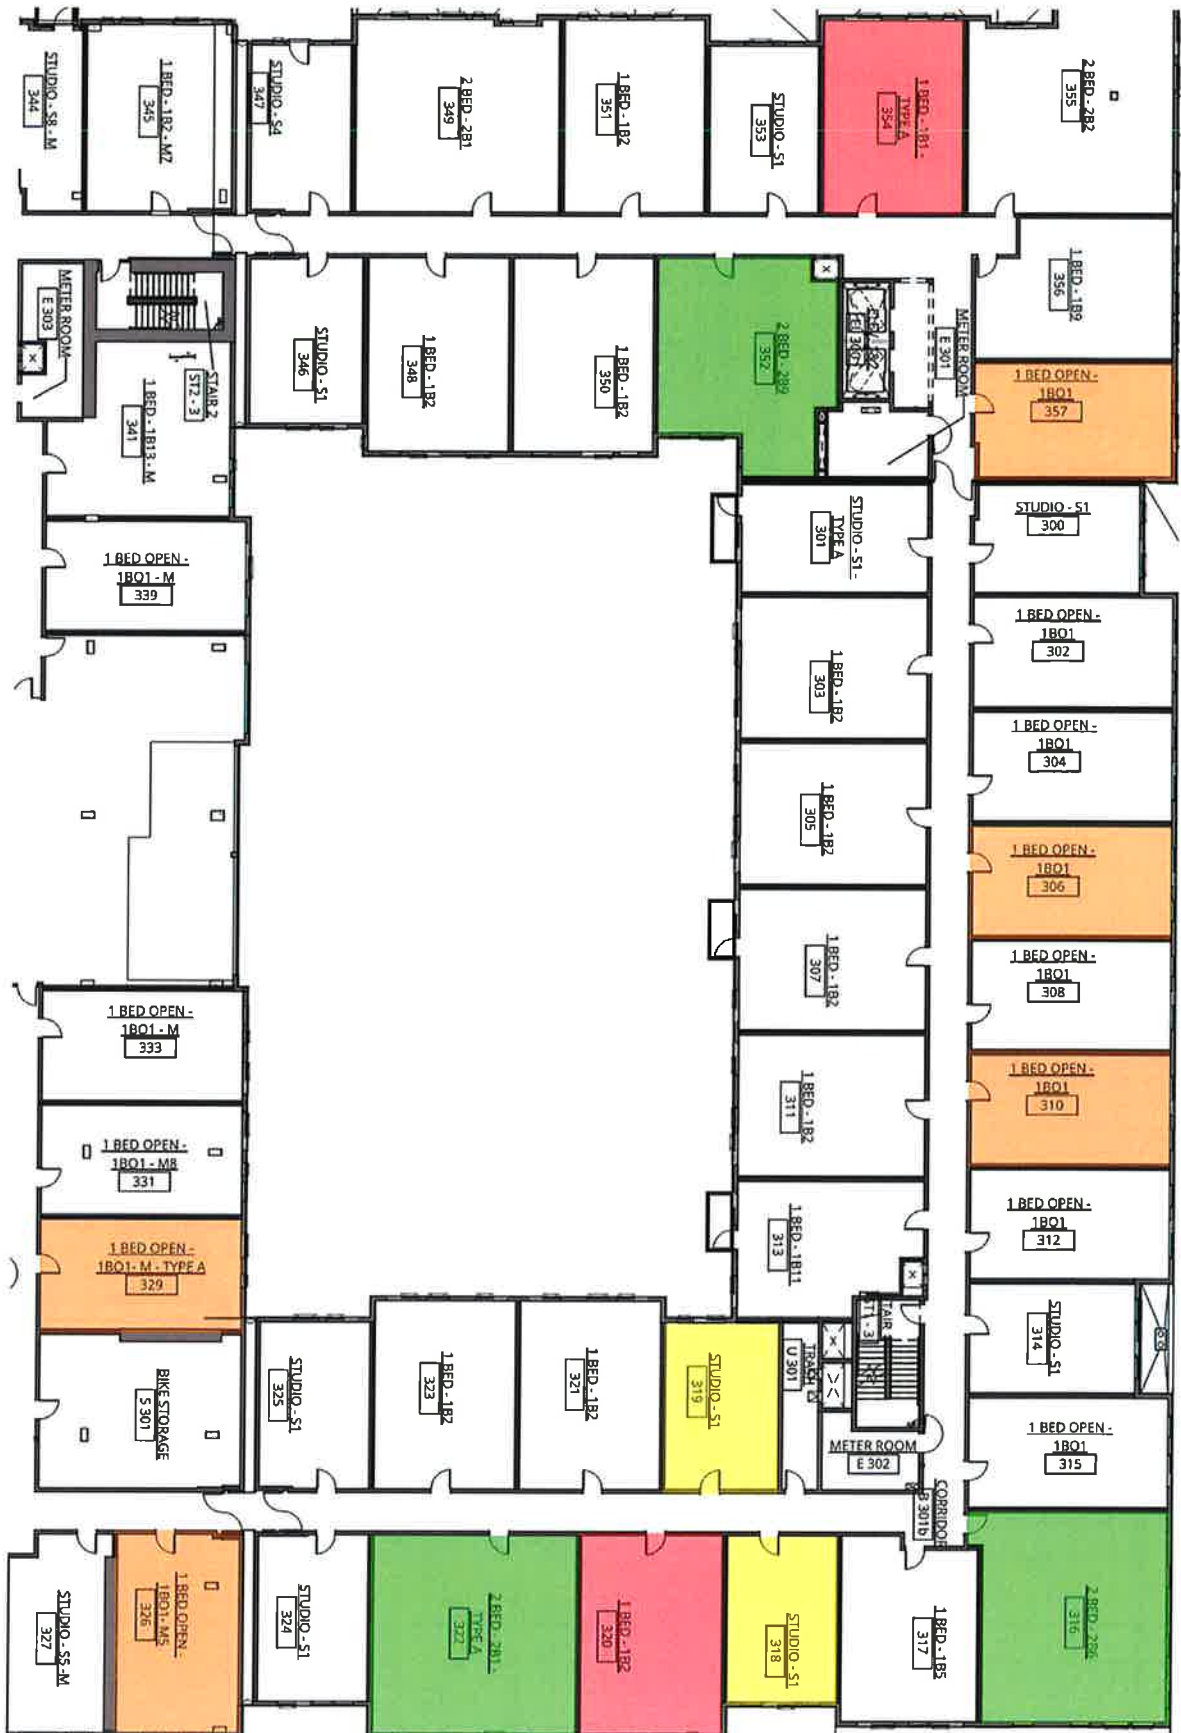 STUDIO - S8 - M
344
1 BED - 1B2 - M7
345
STUDIO - S4
347
2 BED - 2B1
349
1 BED - 1B2
351
STUDIO - S1
353
1 BED - 1B1 -
TYPE A
354
2 BED - 2B2
355
METER ROOM
E 303
STAIR 2
ST2 - 3
1 BED - 1B13 - M
341
STUDIO - S1
346
1 BED - 1B2
348
1 BED - 1B2
350
2 BED - 2B9
352
METER ROOM
E 301
1 BED - 1B9
356
1 BED OPEN -
1BO1
357
STUDIO - S1 -
TYPE A
301
STUDIO - S1
300
1 BED OPEN -
1BO1 - M
339
1 BED - 1B2
303
1 BED OPEN -
1BO1
302
1 BED - 1B2
305
1 BED OPEN -
1BO1
304
1 BED OPEN -
1BO1
306
1 BED - 1B2
307
1 BED OPEN -
1BO1
308
1 BED OPEN -
1BO1 - M
333
1 BED - 1B2
311
1 BED OPEN -
1BO1
310
1 BED OPEN -
1BO1 - M8
331
1 BED - 1B11
313
1 BED OPEN -
1BO1
312
1 BED OPEN -
1BO1 - M - TYPE A
329
STUDIO - S1
314
BIKE STORAGE
S 301
STUDIO - S1
325
1 BED - 1B2
323
1 BED - 1B2
321
STUDIO - S1
319
TRASH
U 301
STAIR
ST1 - 3
METER ROOM
E 302
1 BED OPEN -
1BO1
315
CORRIDOR
B 301b
STUDIO - S5 - M
327
1 BED OPEN -
1BO1 - M5
326
STUDIO - S1
324
2 BED - 2B1 -
TYPE A
322
1 BED - 1B2
320
STUDIO - S1
318
1 BED - 1B5
317
2 BED - 2B6
316